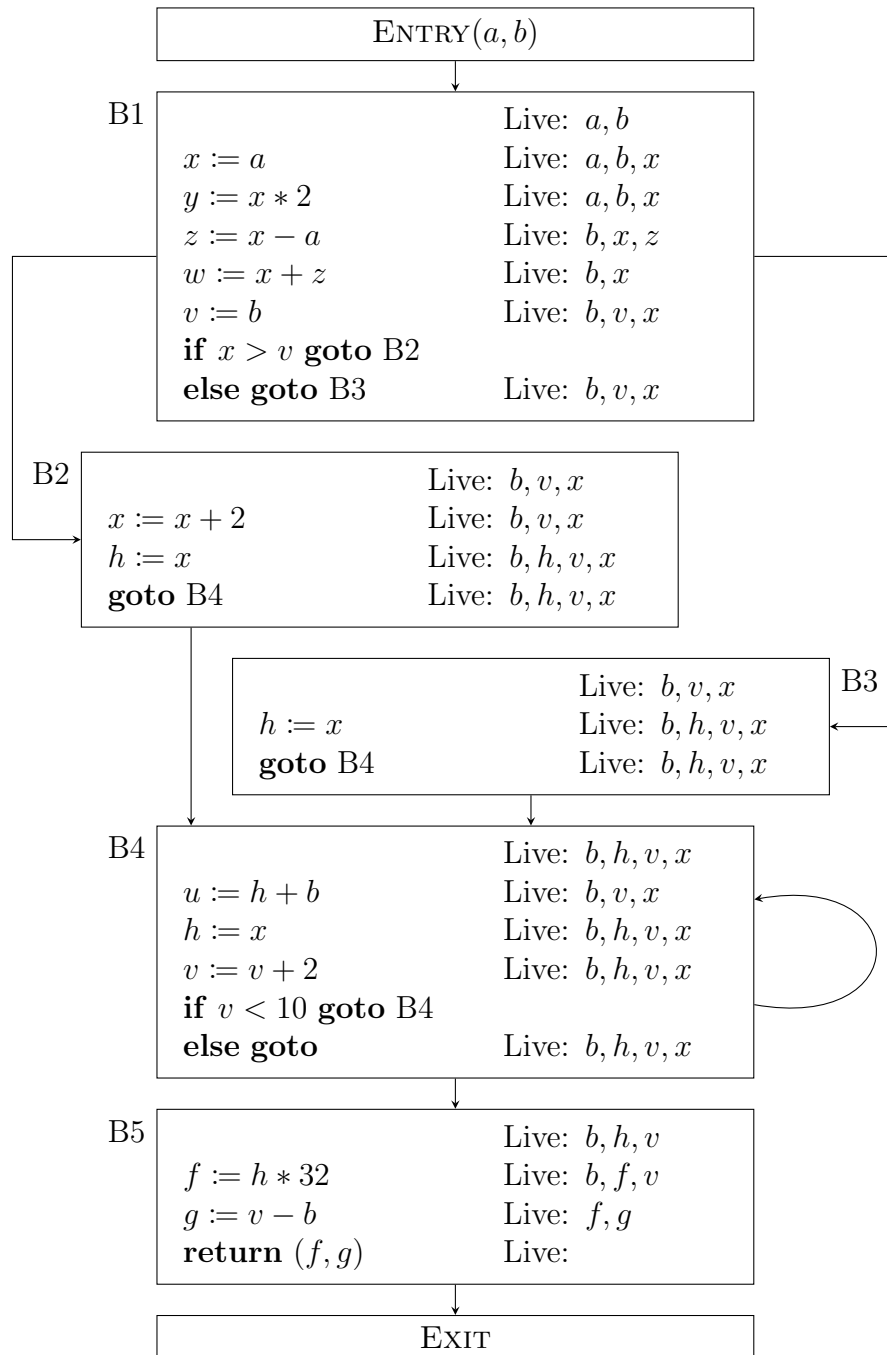 ENTRY(a, b)
B1
Live: a, b
x := a Live: a, b, x
y := x ∗ 2 Live: a, b, x
z := x − a Live: b, x, z
w := x + z Live: b, x
v := b Live: b, v, x
if x > v goto B2
else goto B3 Live: b, v, x
B2
Live: b, v, x
x := x + 2 Live: b, v, x
h := x Live: b, h, v, x
goto B4 Live: b, h, v, x
B3
Live: b, v, x
h := x Live: b, h, v, x
goto B4 Live: b, h, v, x
B4
Live: b, h, v, x
u := h + b Live: b, v, x
h := x Live: b, h, v, x
v := v + 2 Live: b, h, v, x
if v < 10 goto B4
else goto Live: b, h, v, x
B5
Live: b, h, v
f := h ∗ 32 Live: b, f, v
g := v − b Live: f, g
return (f, g) Live:
EXIT